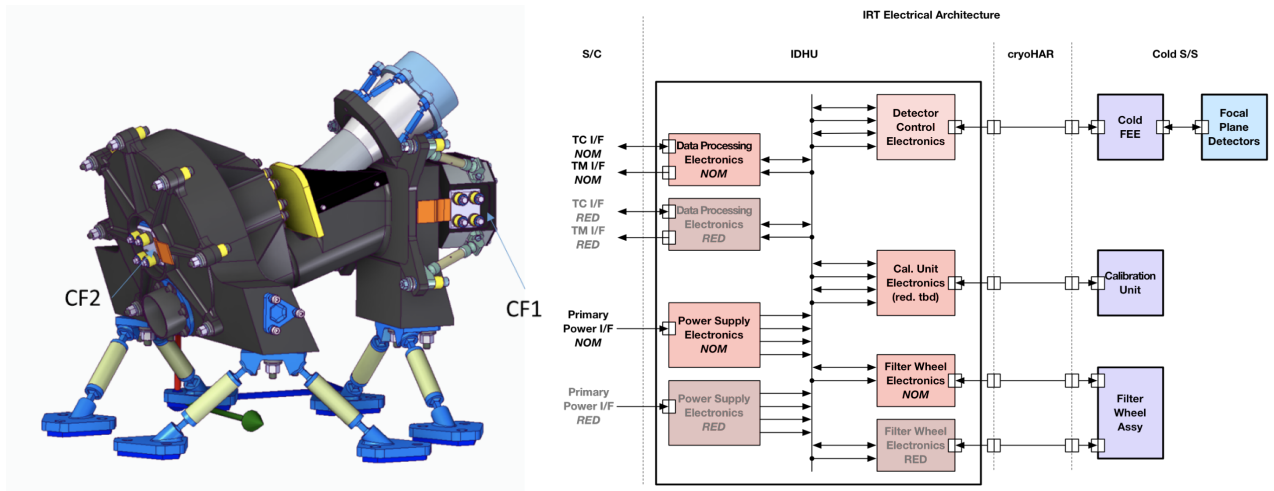 CF2
CF1
IRT Electrical Architecture
S/C
IDHU
cryoHAR
Cold S/S
TC I/F
NOM
TM I/F
NOM
TC I/F
RED
TM I/F
RED
Primary
Power I/F
NOM
Primary
Power I/F
RED
Data Processing
Electronics
NOM
Data Processing
Electronics
RED
Power Supply
Electronics
NOM
Power Supply
Electronics
RED
Detector
Control
Electronics
Cal. Unit
Electronics
(red. tbd)
Filter Wheel
Electronics
NOM
Filter Wheel
Electronics
RED
Cold
FEE
Focal
Plane
Detectors
Calibration
Unit
Filter
Wheel
Assy